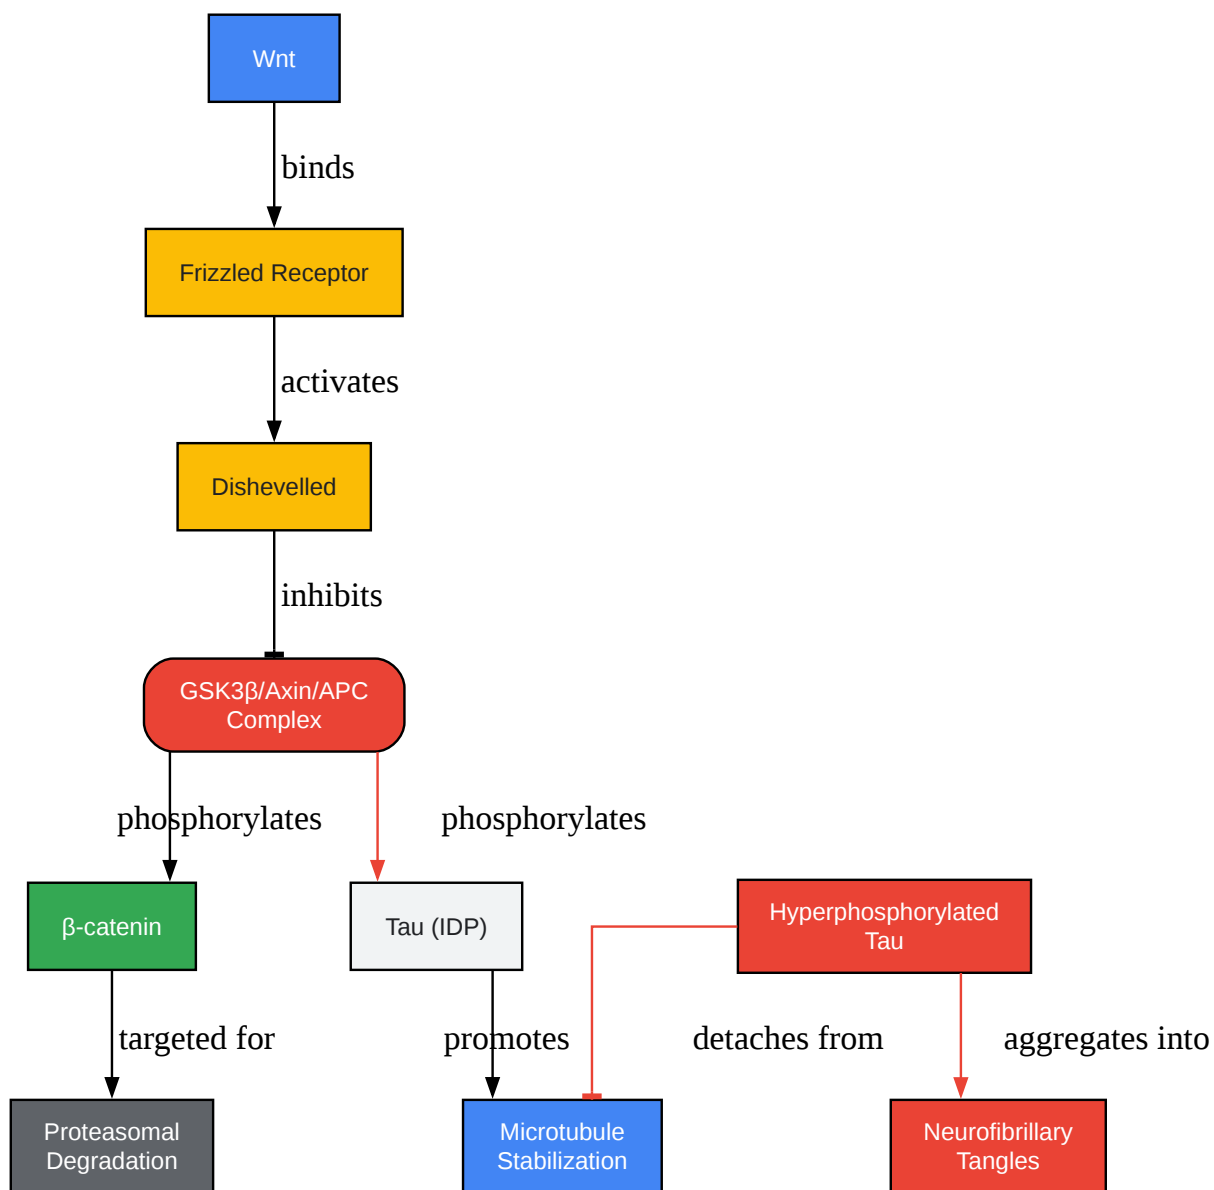 Wnt
binds
Frizzled Receptor
activates
Dishevelled
inhibits
GSK3β/Axin/APC
Complex
phosphorylates
phosphorylates
β-catenin
Tau (IDP)
Hyperphosphorylated
Tau
targeted for
promotes
detaches from
aggregates into
Proteasomal
Degradation
Microtubule
Stabilization
Neurofibrillary
Tangles